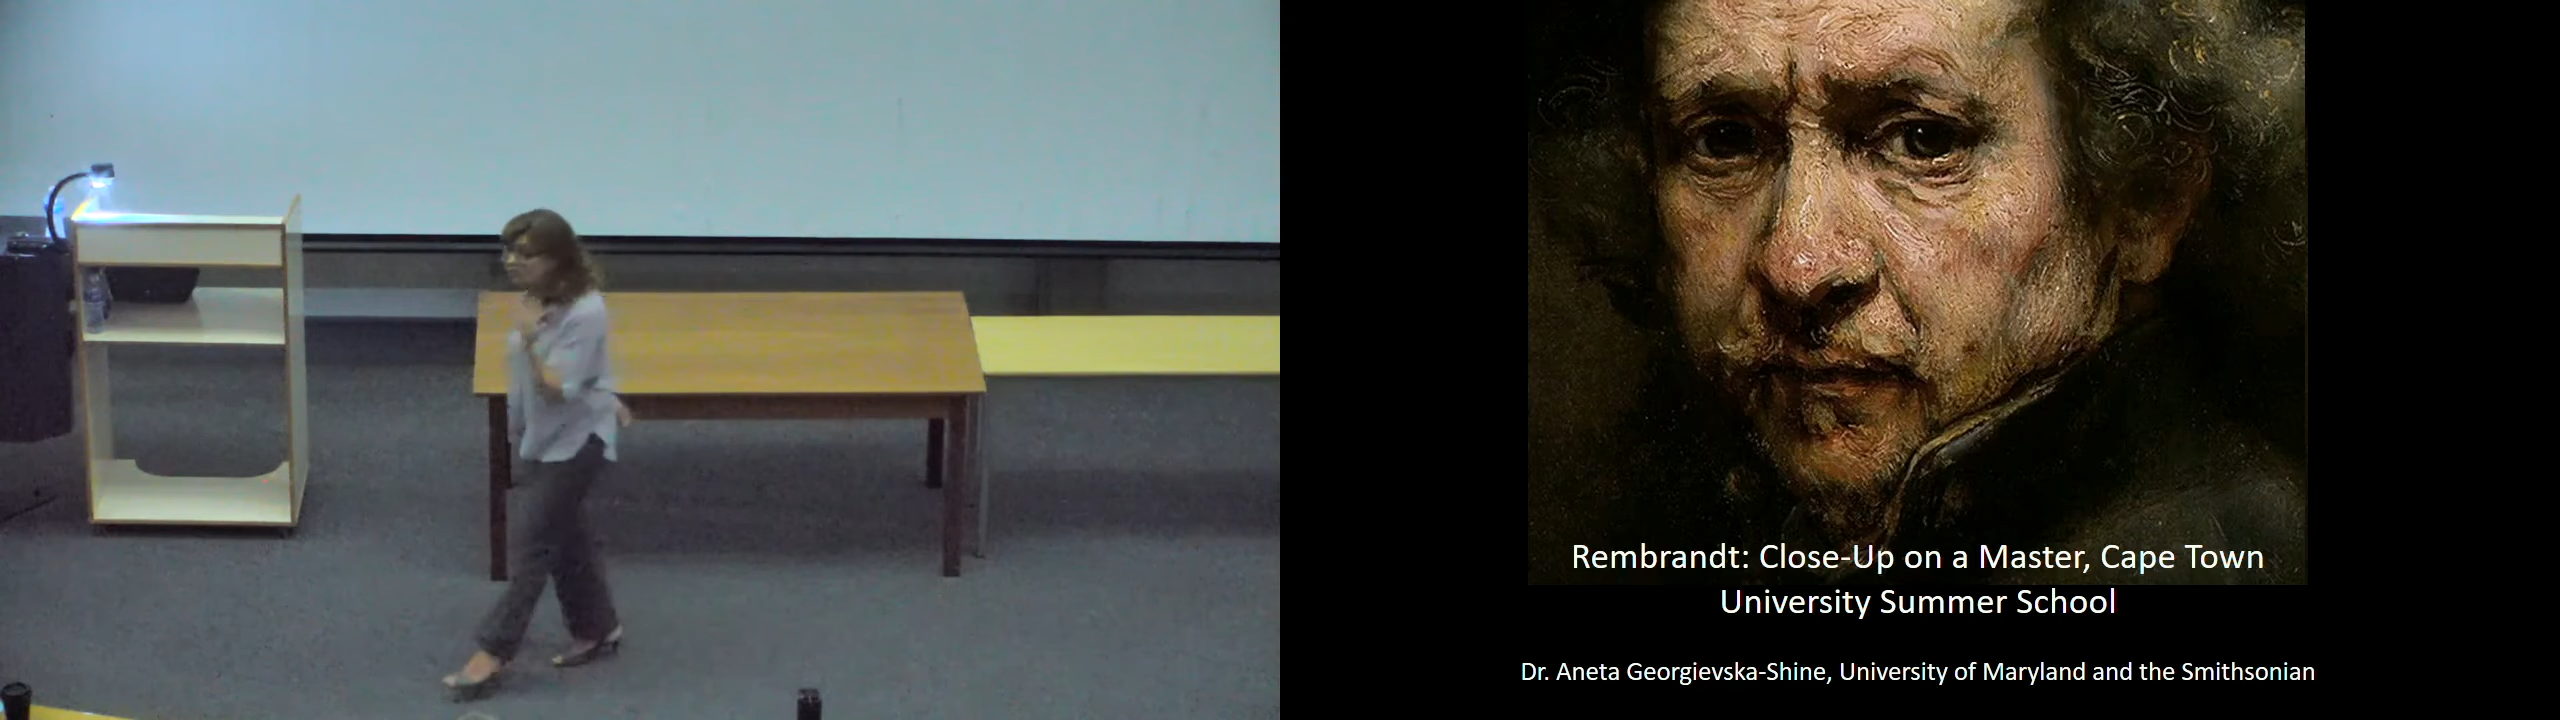 Rembrandt: Close-Up on a Master, Cape Town
University Summer School
Dr. Aneta Georgievska-Shine, University of Maryland and the Smithsonian